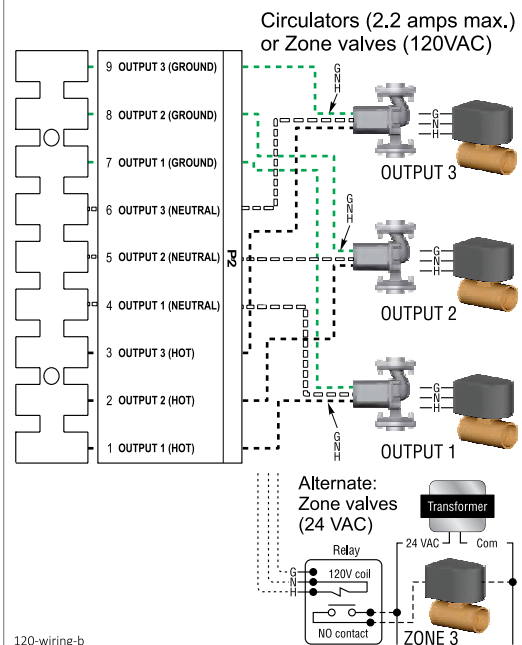 Circulators (2.2 amps max.)
or Zone valves (120VAC)
9 OUTPUT 3 (GROUND)
8 OUTPUT 2 (GROUND)
7 OUTPUT 1 (GROUND)
6 OUTPUT 3 (NEUTRAL)
5 OUTPUT 2 (NEUTRAL)
4 OUTPUT 1 (NEUTRAL)
3 OUTPUT 3 (HOT)
2 OUTPUT 2 (HOT)
1 OUTPUT 1 (HOT)
P2
G
N
H
G
N
H
OUTPUT 3
G
N
H
G
N
H
OUTPUT 2
G
N
H
G
N
H
OUTPUT 1
Alternate:
Zone valves
(24 VAC)
Transformer
24 VAC
Com
Relay
G
N
H
120V coil
NO contact
ZONE 3
120-wiring-b